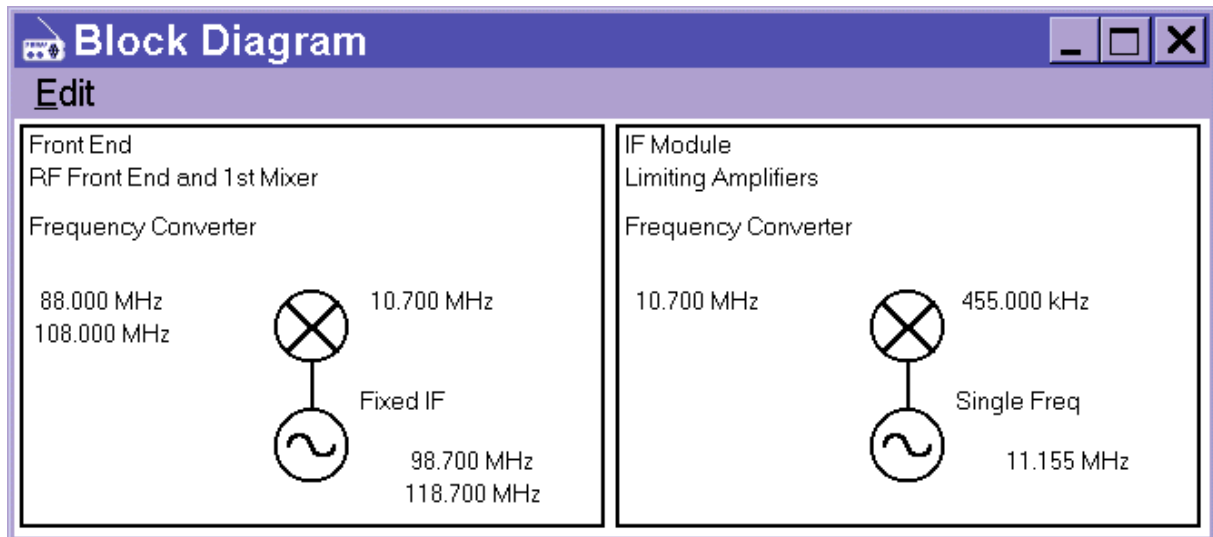 Block Diagram
Edit
Front End
RF Front End and 1st Mixer
Frequency Converter
88.000 MHz
108.000 MHz
10.700 MHz
Fixed IF
98.700 MHz
118.700 MHz
IF Module
Limiting Amplifiers
Frequency Converter
10.700 MHz
455.000 kHz
Single Freq
11.155 MHz